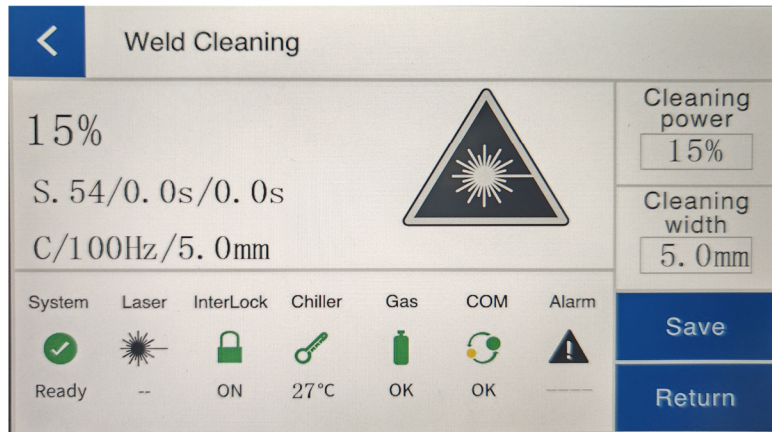 Weld Cleaning
15%
S. 54/0. 0s/0. 0s
C/100Hz/5. 0mm
Cleaning
power
15%
Cleaning
width
5. 0mm
System Laser InterLock Chiller Gas COM Alarm
Ready -- ON 27℃ OK OK ----
Save
Return